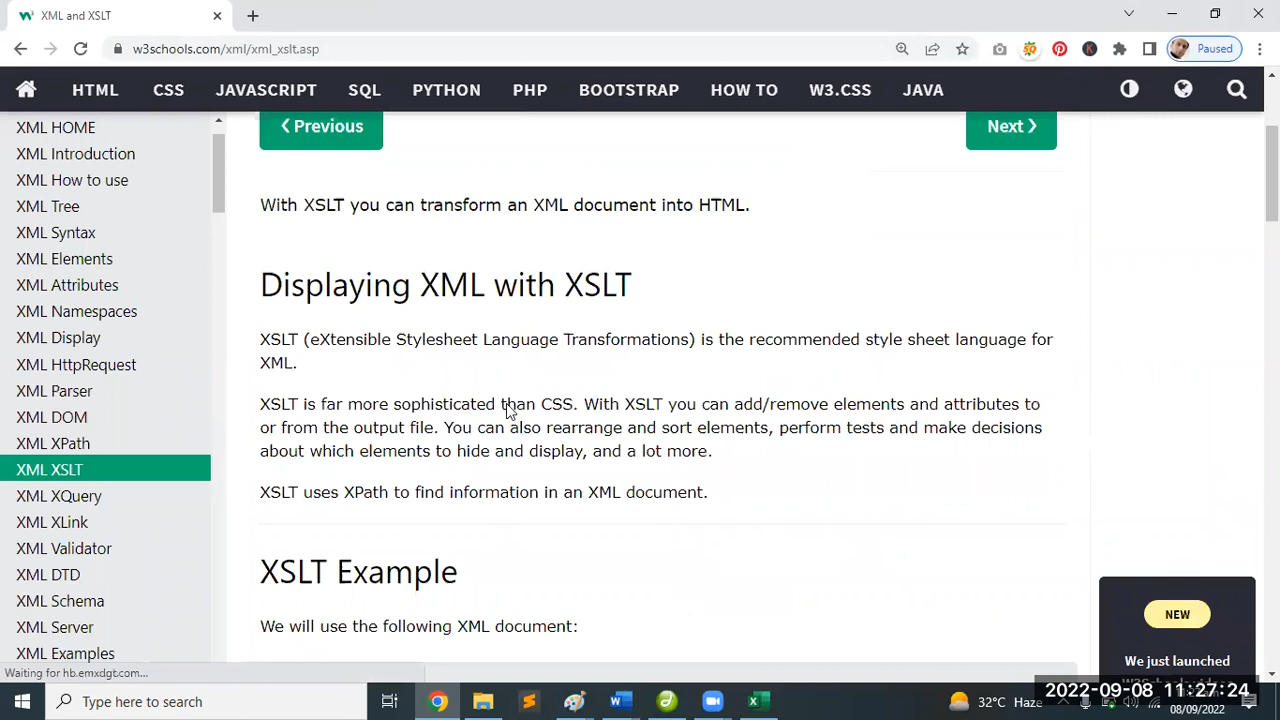 XML and XSLT
w3schools.com/xml/xml_xslt.asp
Paused
HTML CSS JAVASCRIPT SQL PYTHON PHP BOOTSTRAP HOW TO W3.CSS JAVA
XML HOME
XML Introduction
XML How to use
XML Tree
XML Syntax
XML Elements
XML Attributes
XML Namespaces
XML Display
XML HttpRequest
XML Parser
XML DOM
XML XPath
XML XSLT
XML XQuery
XML XLink
XML Validator
XML DTD
XML Schema
XML Server
XML Examples
❮ Previous
Next ❯
With XSLT you can transform an XML document into HTML.
Displaying XML with XSLT
XSLT (eXtensible Stylesheet Language Transformations) is the recommended style sheet language for
XML.
XSLT is far more sophisticated than CSS. With XSLT you can add/remove elements and attributes to
or from the output file. You can also rearrange and sort elements, perform tests and make decisions
about which elements to hide and display, and a lot more.
XSLT uses XPath to find information in an XML document.
XSLT Example
We will use the following XML document:
NEW
We just launched
Waiting for hb.emxdgt.com...
Type here to search
32°C Haze
2022-09-08 11:27:24
08/09/2022